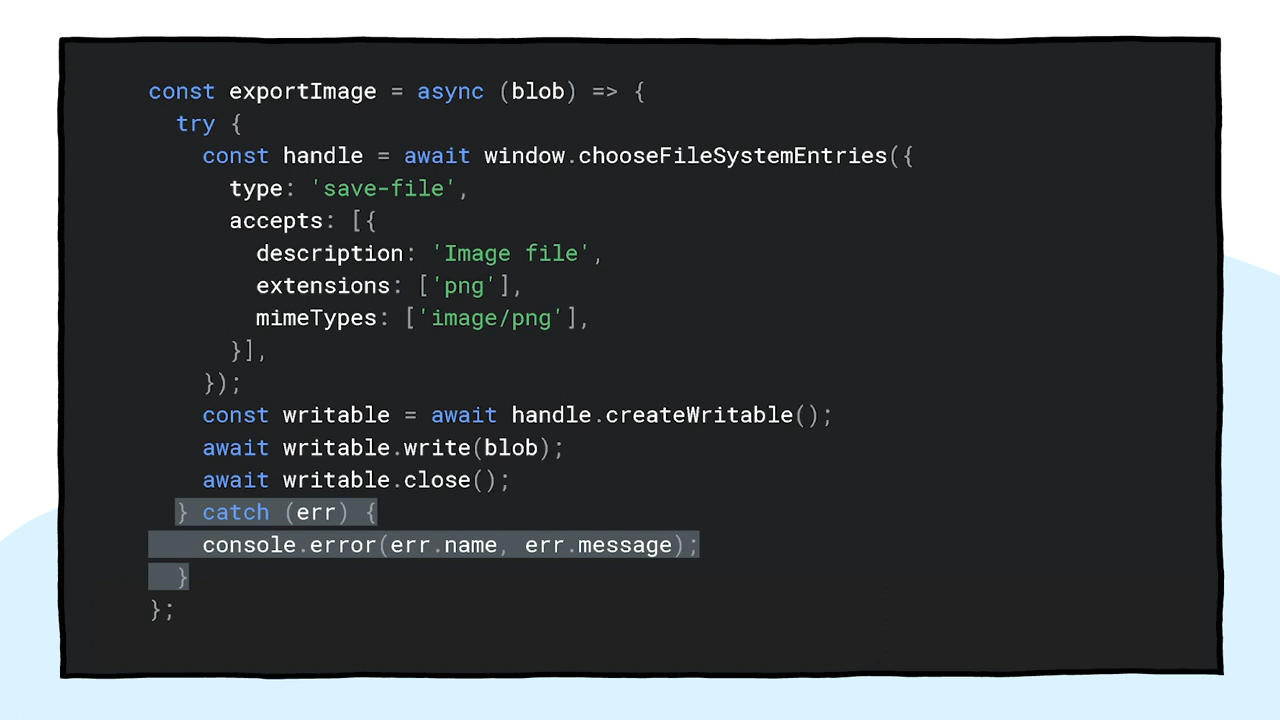 const exportImage = async (blob) => {
  try {
    const handle = await window.chooseFileSystemEntries({
      type: 'save-file',
      accepts: [{
        description: 'Image file',
        extensions: ['png'],
        mimeTypes: ['image/png'],
      }],
    });
    const writable = await handle.createWritable();
    await writable.write(blob);
    await writable.close();
  } catch (err) {
    console.error(err.name, err.message);
  }
};